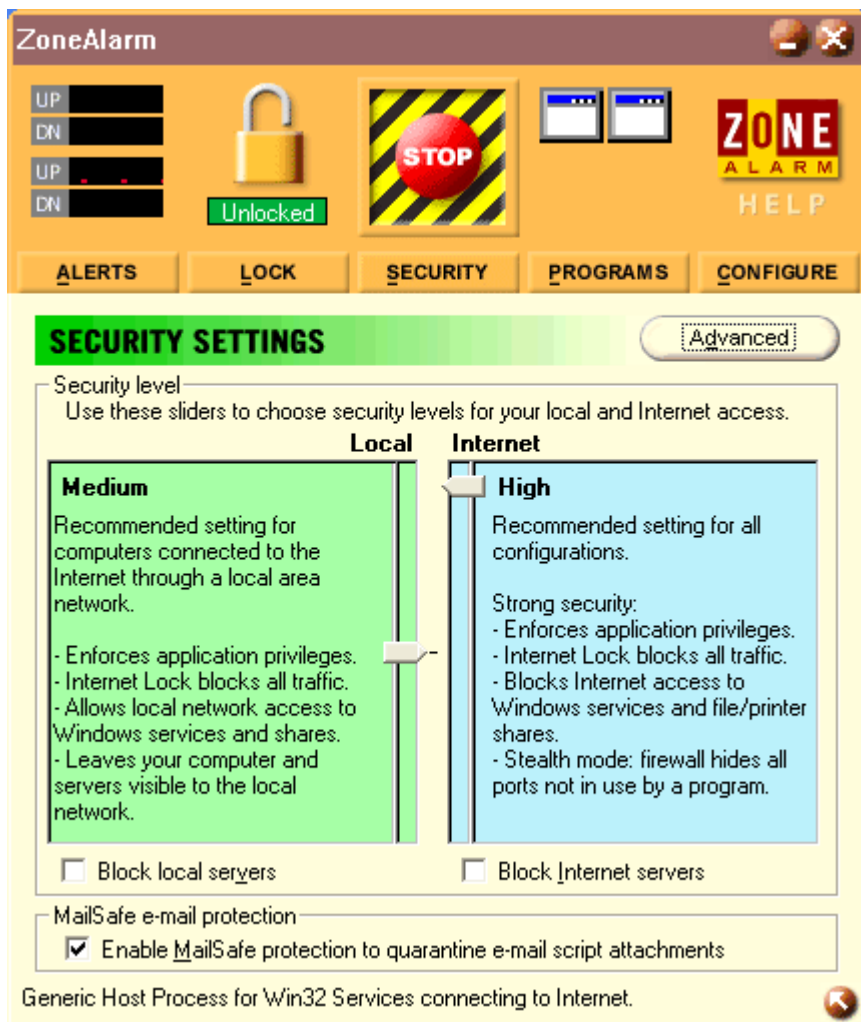 ZoneAlarm
UP
DN
UP
DN
Unlocked
STOP
ZONE
ALARM
HELP
ALERTS
LOCK
SECURITY
PROGRAMS
CONFIGURE
SECURITY SETTINGS
Advanced
Security level
Use these sliders to choose security levels for your local and Internet access.
Local
Internet
Medium
Recommended setting for
computers connected to the
Internet through a local area
network.
- Enforces application privileges.
- Internet Lock blocks all traffic.
- Allows local network access to
Windows services and shares.
- Leaves your computer and
servers visible to the local
network.
High
Recommended setting for all
configurations.
Strong security:
- Enforces application privileges.
- Internet Lock blocks all traffic.
- Blocks Internet access to
Windows services and file/printer
shares.
- Stealth mode: firewall hides all
ports not in use by a program.
Block local servers
Block Internet servers
MailSafe e-mail protection
Enable MailSafe protection to quarantine e-mail script attachments
Generic Host Process for Win32 Services connecting to Internet.